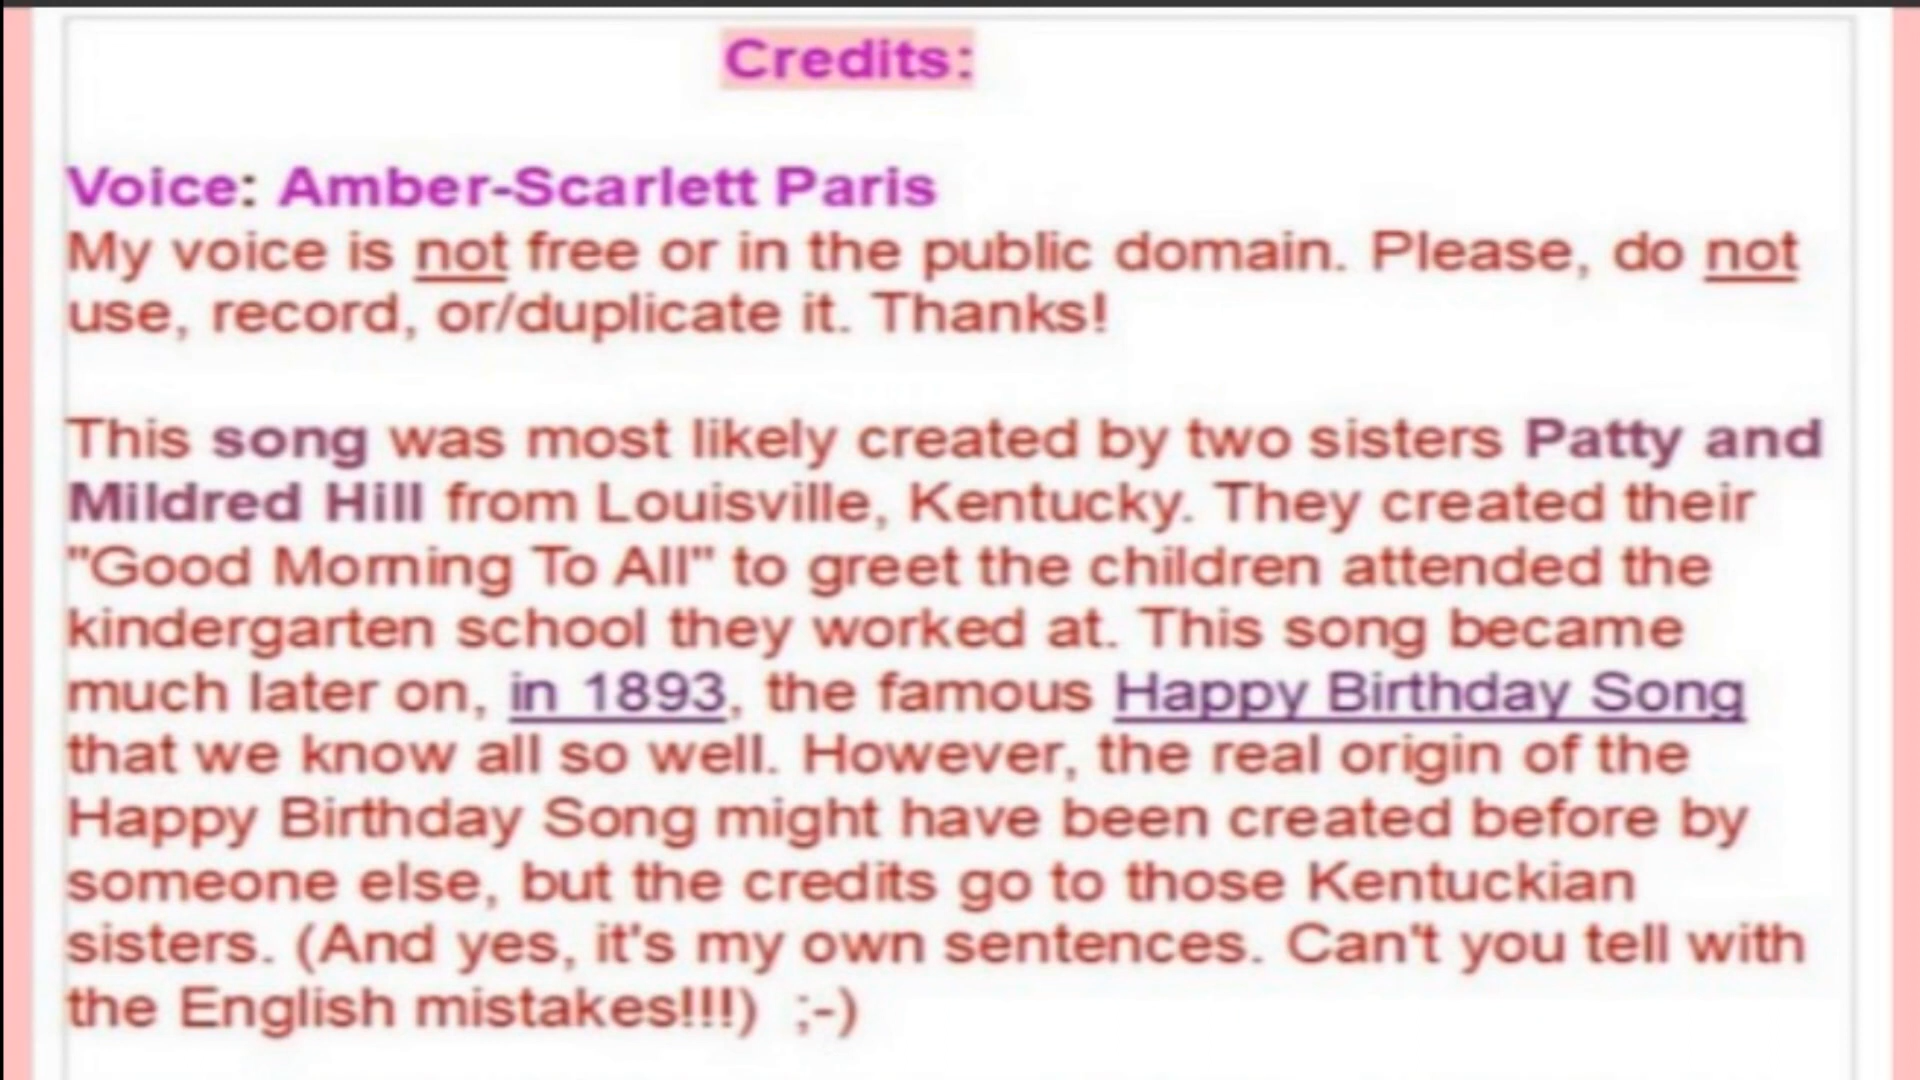 Credits:
Voice: Amber-Scarlett Paris
My voice is not free or in the public domain. Please, do not
use, record, or/duplicate it. Thanks!
This song was most likely created by two sisters Patty and
Mildred Hill from Louisville, Kentucky. They created their
"Good Morning To All" to greet the children attended the
kindergarten school they worked at. This song became
much later on, in 1893, the famous Happy Birthday Song
that we know all so well. However, the real origin of the
Happy Birthday Song might have been created before by
someone else, but the credits go to those Kentuckian
sisters. (And yes, it's my own sentences. Can't you tell with
the English mistakes!!!) ;-)